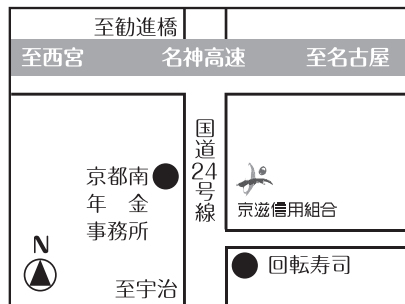 至勧進橋
至西宮 名神高速 至名古屋
国道24号線
京都南
年金
事務所
京滋信用組合
回転寿司
N
至宇治